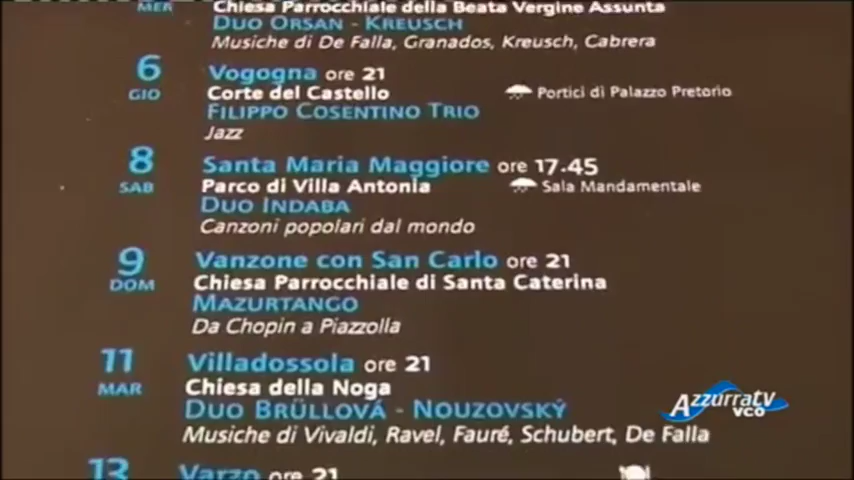 MER Chiesa Parrocchiale della Beata Vergine Assunta
Duo Orsan - Kreusch
Musiche di De Falla, Granados, Kreusch, Cabrera
6 Vogogna ore 21
GIO Corte del Castello Portici di Palazzo Pretorio
Filippo Cosentino Trio
Jazz
8 Santa Maria Maggiore ore 17.45
SAB Parco di Villa Antonia Sala Mandamentale
Duo Indaba
Canzoni popolari dal mondo
9 Vanzone con San Carlo ore 21
DOM Chiesa Parrocchiale di Santa Caterina
Mazurtango
Da Chopin a Piazzolla
11 Villadossola ore 21
MAR Chiesa della Noga
Duo Brüllová - Nouzovský
Musiche di Vivaldi, Ravel, Fauré, Schubert, De Falla
Azzurratv
VCO
13 Varzo ore 21